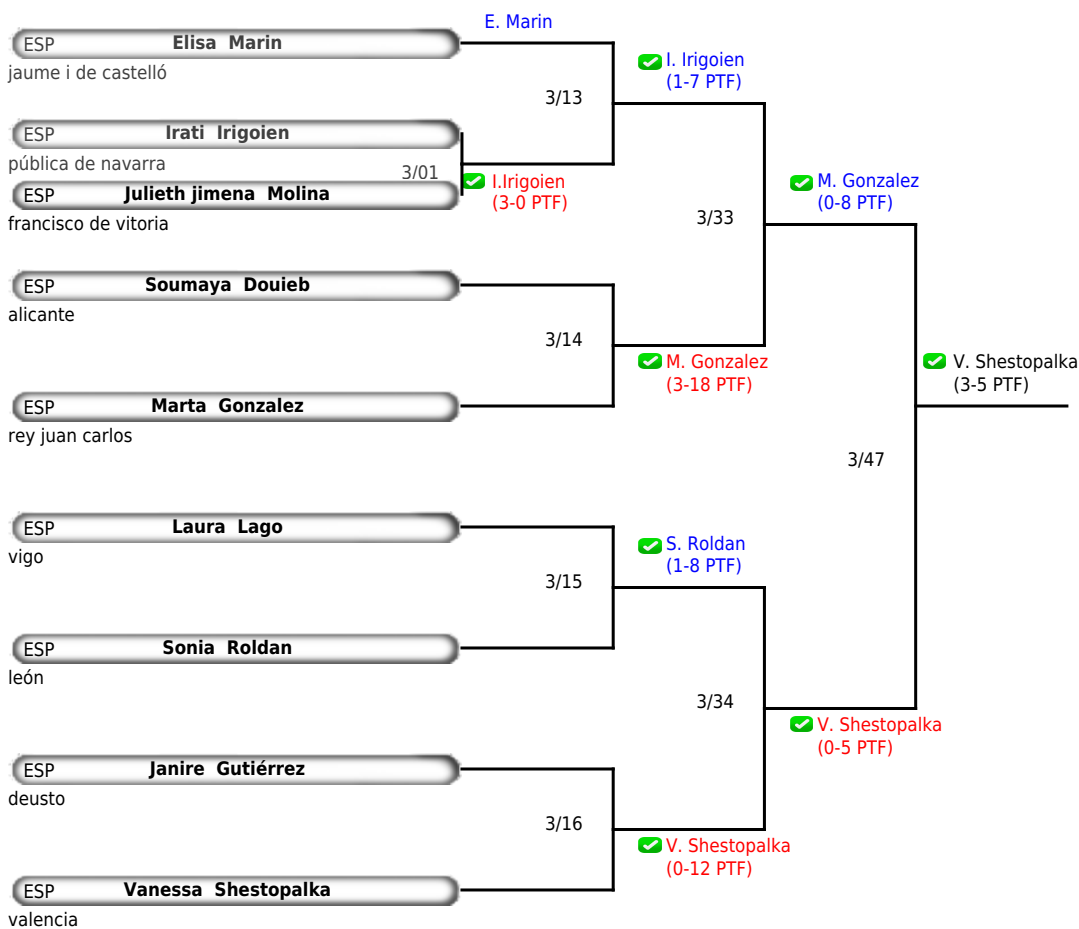 E. Marin
ESP Elisa Marin
jaume i de castelló
I. Irigoien
(1-7 PTF)
3/13
ESP Irati Irigoien
pública de navarra
3/01
I.Irigoien
(3-0 PTF)
ESP Julieth jimena Molina
francisco de vitoria
M. Gonzalez
(0-8 PTF)
3/33
ESP Soumaya Douieb
alicante
3/14
M. Gonzalez
(3-18 PTF)
V. Shestopalka
(3-5 PTF)
ESP Marta Gonzalez
rey juan carlos
3/47
ESP Laura Lago
vigo
S. Roldan
(1-8 PTF)
3/15
ESP Sonia Roldan
león
3/34
V. Shestopalka
(0-5 PTF)
ESP Janire Gutiérrez
deusto
3/16
V. Shestopalka
(0-12 PTF)
ESP Vanessa Shestopalka
valencia